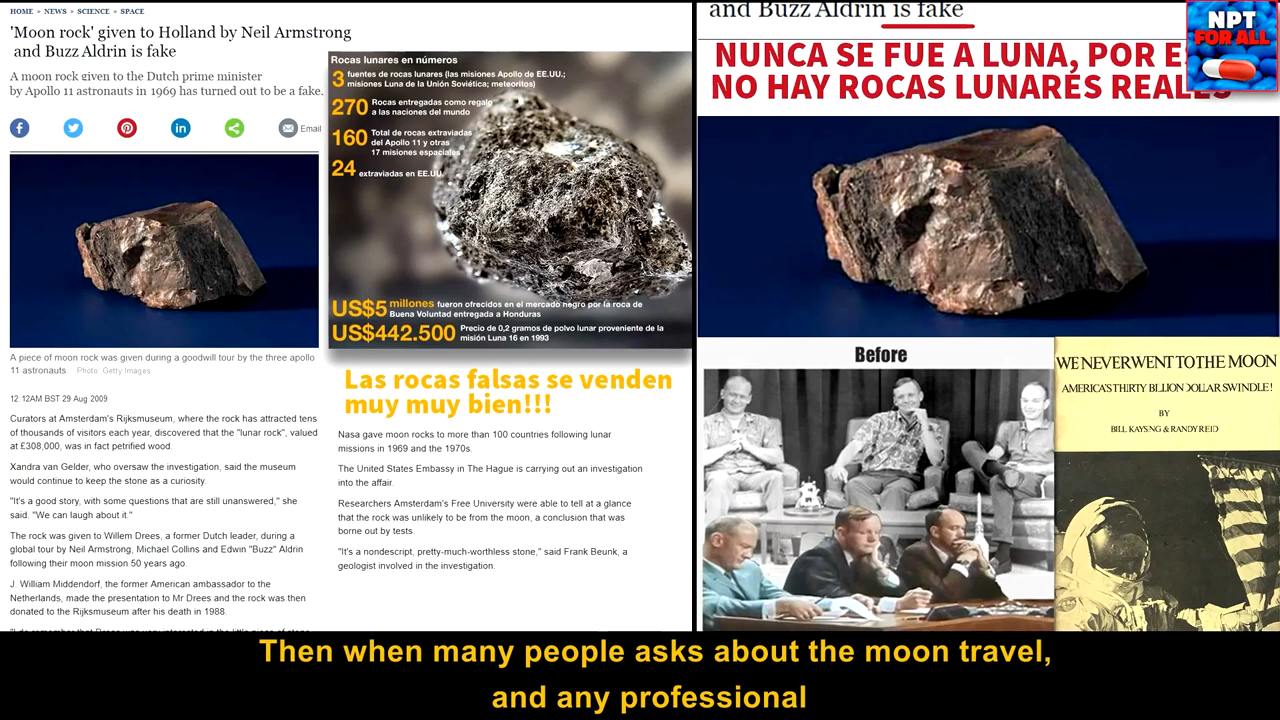 HOME » NEWS » SCIENCE » SPACE
'Moon rock' given to Holland by Neil Armstrong
and Buzz Aldrin is fake
A moon rock given to the Dutch prime minister
by Apollo 11 astronauts in 1969 has turned out to be a fake.
Email
A piece of moon rock was given during a goodwill tour by the three apollo
11 astronauts Photo: Getty Images
12:12AM BST 29 Aug 2009
Curators at Amsterdam's Rijksmuseum, where the rock has attracted tens
of thousands of visitors each year, discovered that the "lunar rock", valued
at £308,000, was in fact petrified wood.
Xandra van Gelder, who oversaw the investigation, said the museum
would continue to keep the stone as a curiosity.
"It's a good story, with some questions that are still unanswered," she
said. "We can laugh about it."
The rock was given to Willem Drees, a former Dutch leader, during a
global tour by Neil Armstrong, Michael Collins and Edwin "Buzz" Aldrin
following their moon mission 50 years ago.
J. William Middendorf, the former American ambassador to the
Netherlands, made the presentation to Mr Drees and the rock was then
donated to the Rijksmuseum after his death in 1988.
Rocas lunares en números
3 fuentes de rocas lunares (las misiones Apollo de EE.UU.;
misiones Luna de la Unión Soviética; meteoritos)
270 Rocas entregadas como regalo
a las naciones del mundo
160 Total de rocas extraviadas
del Apollo 11 y otras
17 misiones espaciales
24 extraviadas en EE.UU.
US$5 millones fueron ofrecidos en el mercado negro por la roca de
Buena Voluntad entregada a Honduras
US$442.500 Precio de 0,2 gramos de polvo lunar proveniente de la
misión Luna 16 en 1993
Las rocas falsas se venden
muy muy bien!!!
Nasa gave moon rocks to more than 100 countries following lunar
missions in 1969 and the 1970s.
The United States Embassy in The Hague is carrying out an investigation
into the affair.
Researchers Amsterdam's Free University were able to tell at a glance
that the rock was unlikely to be from the moon, a conclusion that was
borne out by tests.
"It's a nondescript, pretty-much-worthless stone," said Frank Beunk, a
geologist involved in the investigation.
and Buzz Aldrin is fake
NUNCA SE FUE A LUNA, POR
NO HAY ROCAS LUNARES
NPT
FOR ALL
Before
WE NEVER WENT TO THE MOON
AMERICA'S THIRTY BILLION DOLLAR SWINDLE!
BY
BILL KAYSNG & RANDY REID
Then when many people asks about the moon travel,
and any professional